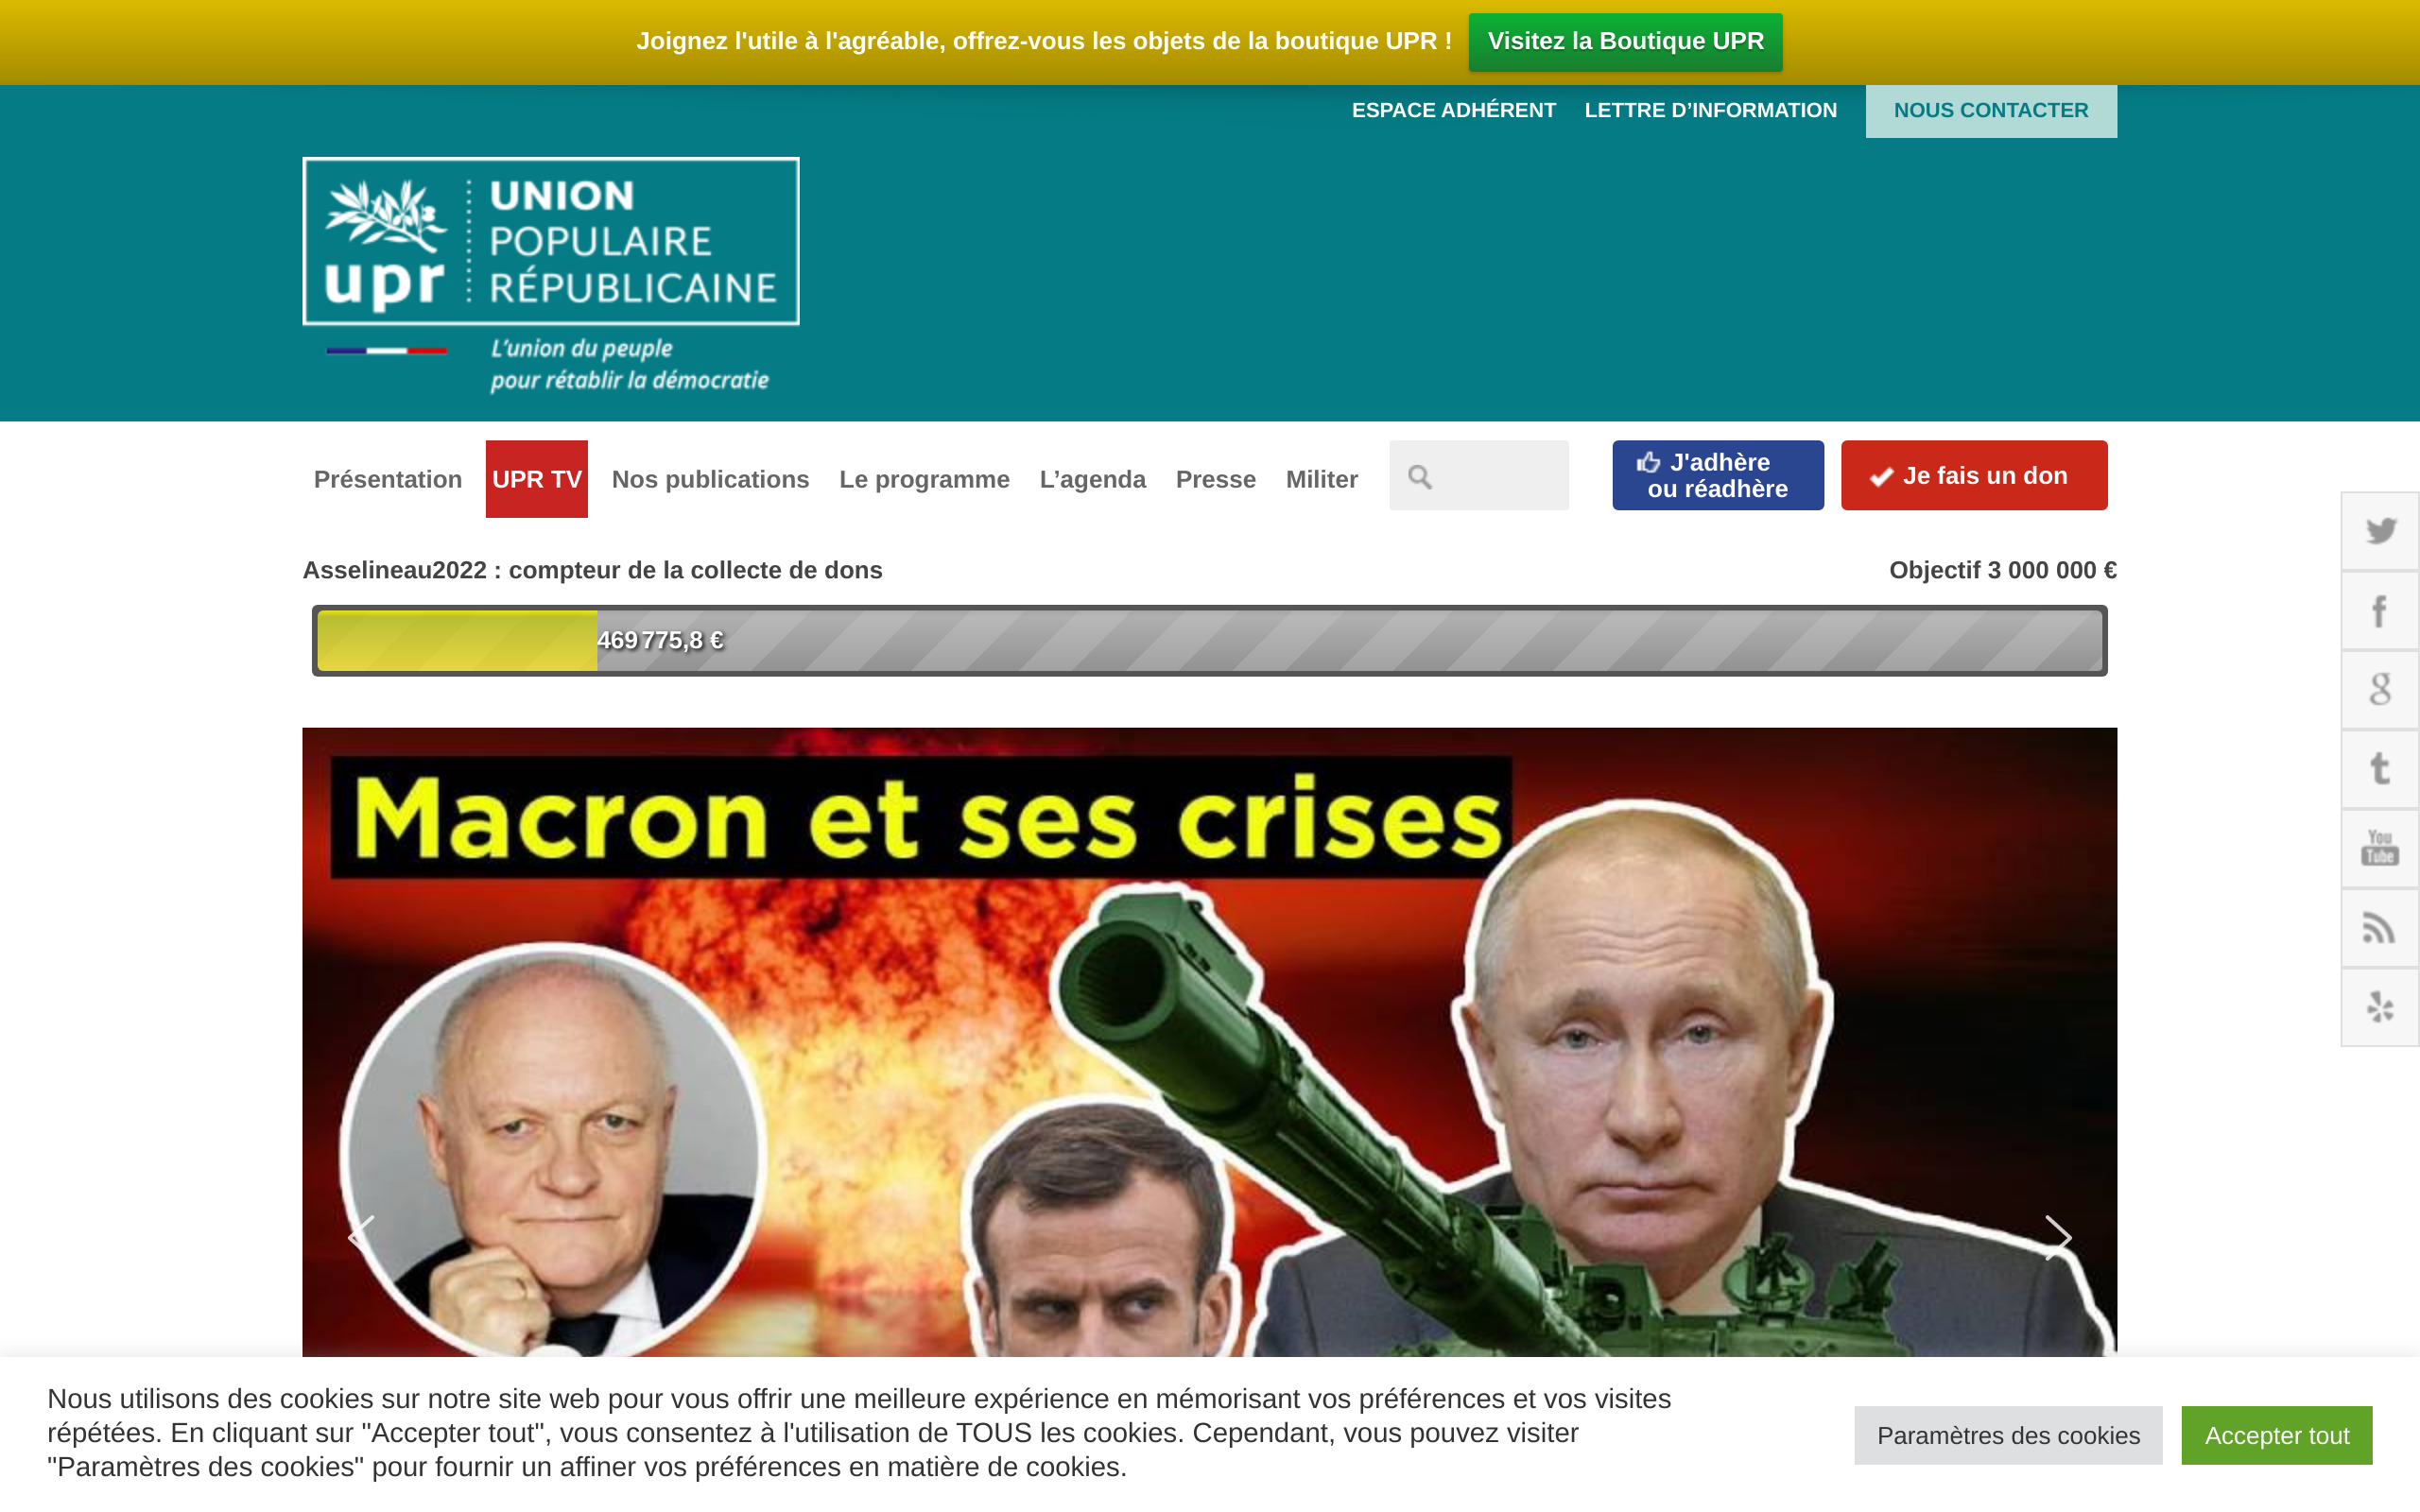 Joignez l'utile à l'agréable, offrez-vous les objets de la boutique UPR !
Visitez la Boutique UPR
ESPACE ADHÉRENT
LETTRE D’INFORMATION
NOUS CONTACTER
upr
UNION
POPULAIRE
RÉPUBLICAINE
L’union du peuple
pour rétablir la démocratie
Présentation
UPR TV
Nos publications
Le programme
L’agenda
Presse
Militer
J'adhère
ou réadhère
Je fais un don
Asselineau2022 : compteur de la collecte de dons
Objectif 3 000 000 €
469 775,8 €
Macron et ses crises
You
Tube
Nous utilisons des cookies sur notre site web pour vous offrir une meilleure expérience en mémorisant vos préférences et vos visites
répétées. En cliquant sur "Accepter tout", vous consentez à l'utilisation de TOUS les cookies. Cependant, vous pouvez visiter
"Paramètres des cookies" pour fournir un affiner vos préférences en matière de cookies.
Paramètres des cookies
Accepter tout